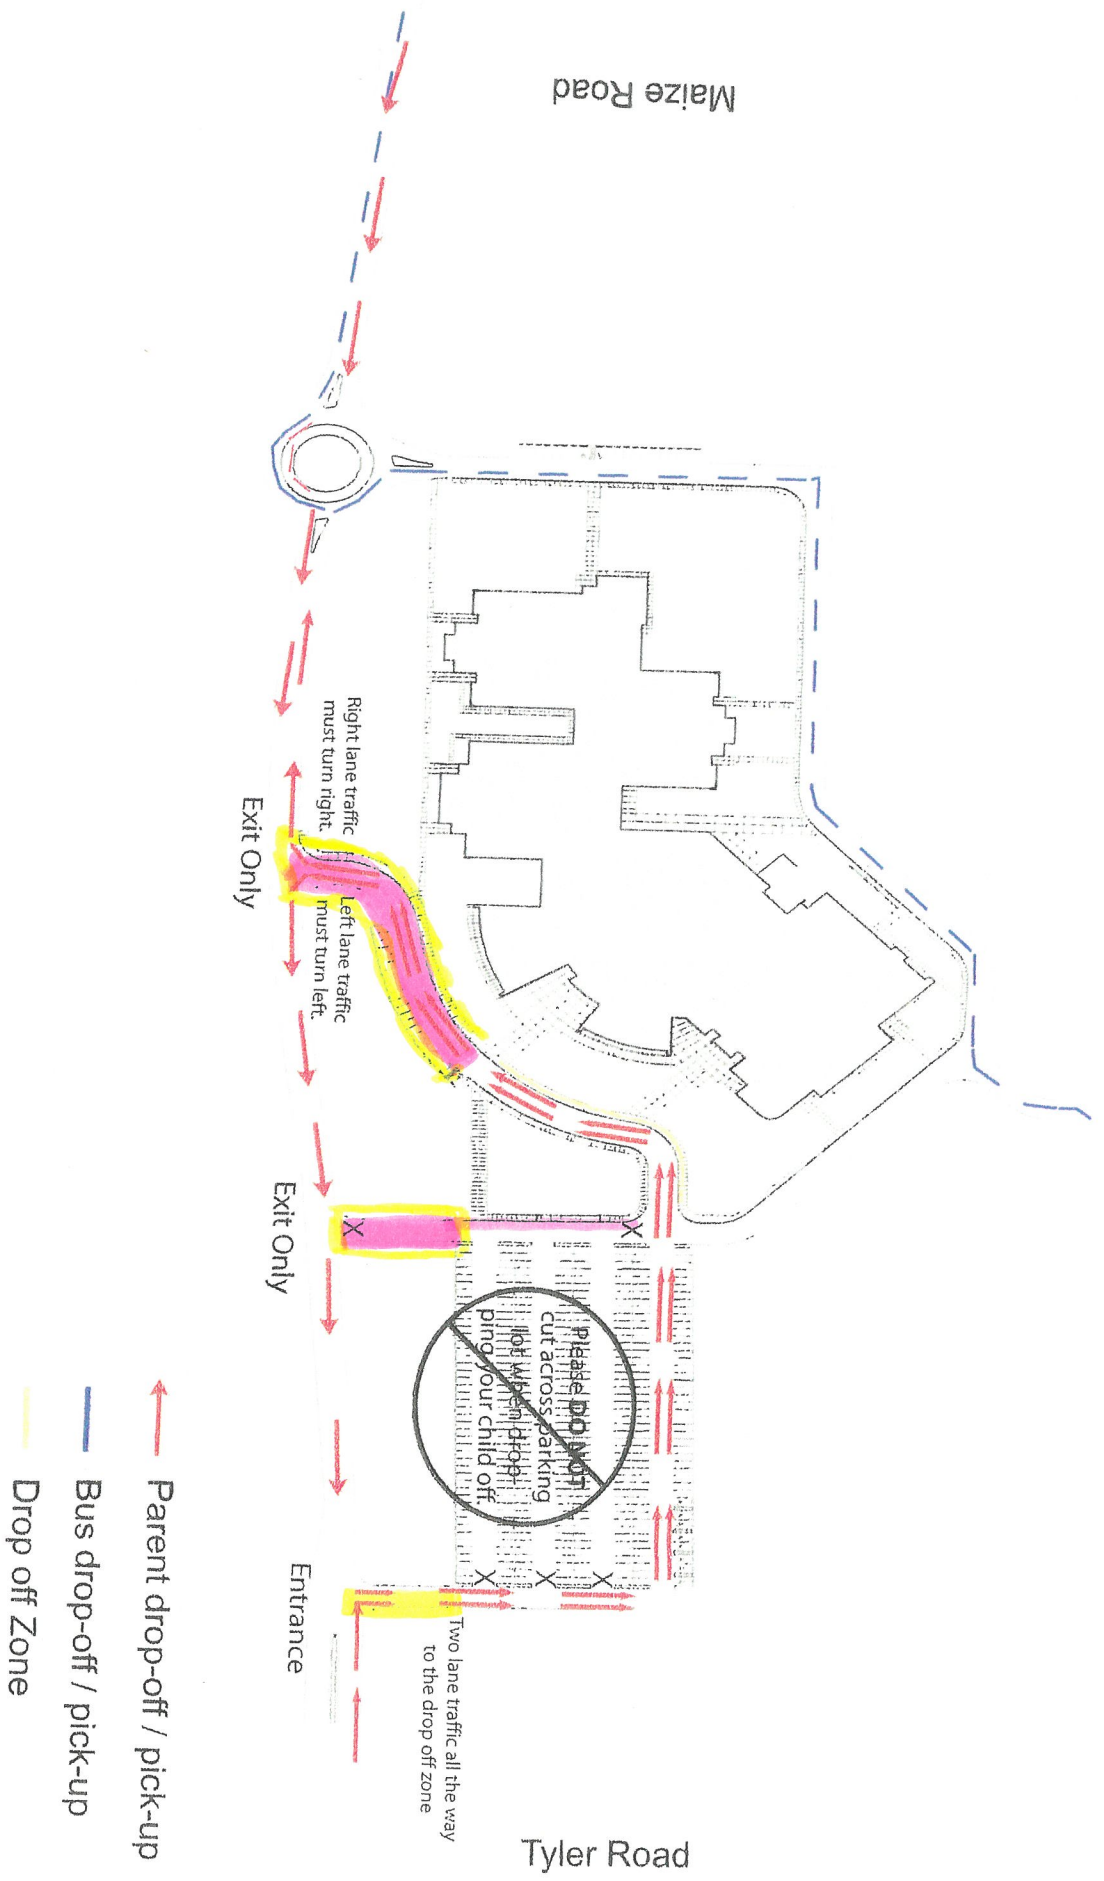 Maize Road
Right lane traffic
must turn right.
Left lane traffic
must turn left.
Exit Only
Exit Only
Please DO NOT
cut across parking
lot when drop-
ping your child off.
X
X
X
X
X
Entrance
Two lane traffic all the way
to the drop off zone
Tyler Road
Parent drop-off / pick-up
Bus drop-off / pick-up
Drop off Zone